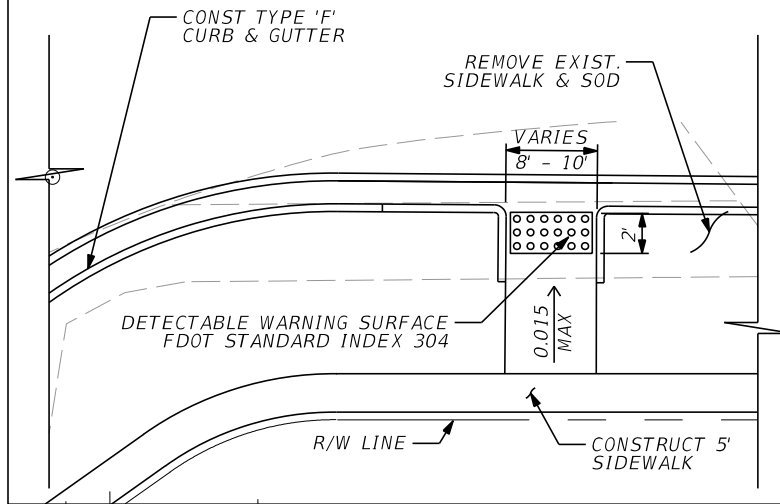 CONST TYPE 'F'
CURB & GUTTER
REMOVE EXIST.
SIDEWALK & SOD
VARIES
8' - 10'
2'
DETECTABLE WARNING SURFACE
FDOT STANDARD INDEX 304
0.015
MAX
R/W LINE
CONSTRUCT 5'
SIDEWALK